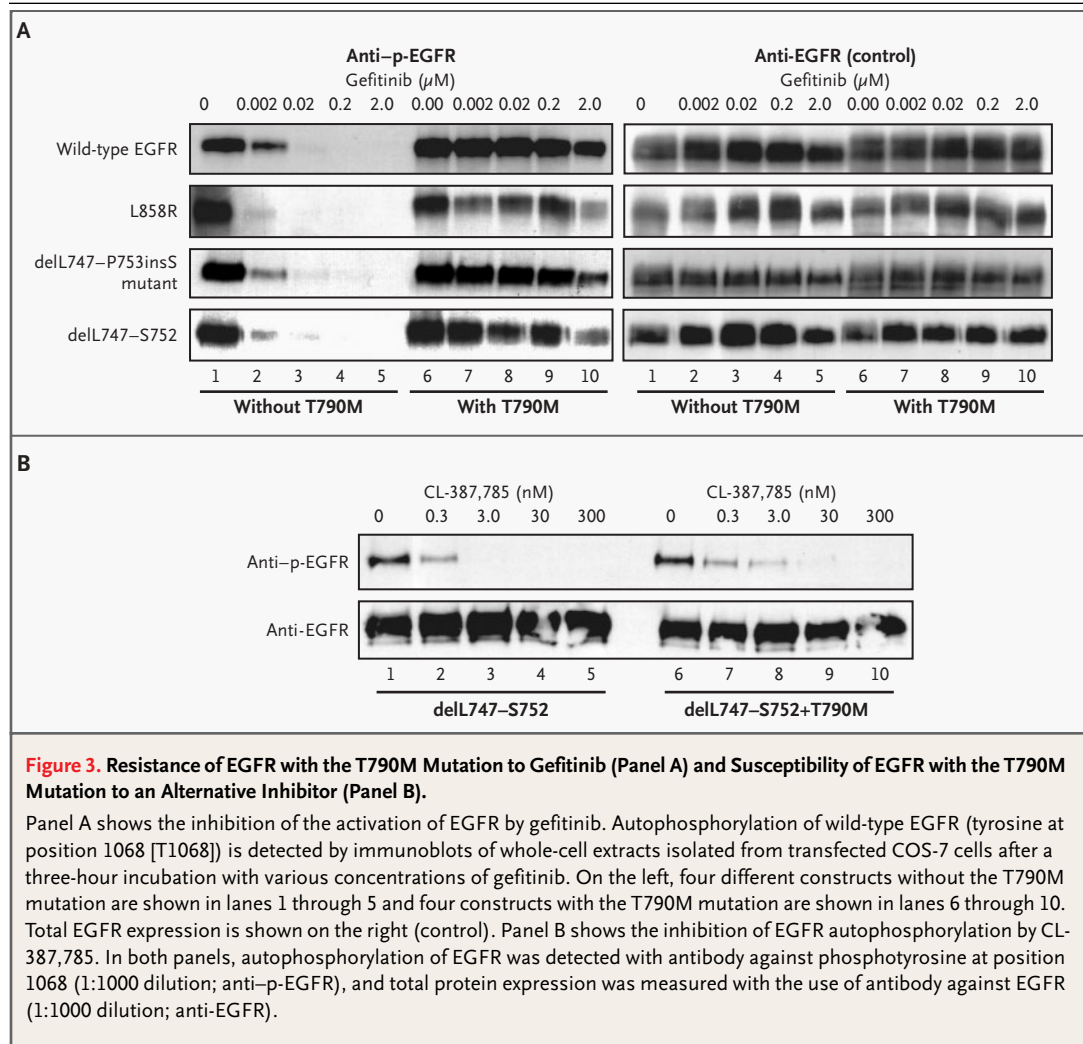 A
Anti–p-EGFR
Gefitinib (µM)
0 0.002 0.02 0.2 2.0 0.00 0.002 0.02 0.2 2.0
Anti-EGFR (control)
Gefitinib (µM)
0 0.002 0.02 0.2 2.0 0.00 0.002 0.02 0.2 2.0
Wild-type EGFR
L858R
delL747–P753insS
mutant
delL747–S752
1 2 3 4 5 6 7 8 9 10
Without T790M With T790M
1 2 3 4 5 6 7 8 9 10
Without T790M With T790M
B
CL-387,785 (nM) CL-387,785 (nM)
0 0.3 3.0 30 300 0 0.3 3.0 30 300
Anti–p-EGFR
Anti-EGFR
1 2 3 4 5 6 7 8 9 10
delL747–S752 delL747–S752+T790M
Figure 3. Resistance of EGFR with the T790M Mutation to Gefitinib (Panel A) and Susceptibility of EGFR with the T790M
Mutation to an Alternative Inhibitor (Panel B).
Panel A shows the inhibition of the activation of EGFR by gefitinib. Autophosphorylation of wild-type EGFR (tyrosine at
position 1068 [T1068]) is detected by immunoblots of whole-cell extracts isolated from transfected COS-7 cells after a
three-hour incubation with various concentrations of gefitinib. On the left, four different constructs without the T790M
mutation are shown in lanes 1 through 5 and four constructs with the T790M mutation are shown in lanes 6 through 10.
Total EGFR expression is shown on the right (control). Panel B shows the inhibition of EGFR autophosphorylation by CL-
387,785. In both panels, autophosphorylation of EGFR was detected with antibody against phosphotyrosine at position
1068 (1:1000 dilution; anti–p-EGFR), and total protein expression was measured with the use of antibody against EGFR
(1:1000 dilution; anti-EGFR).